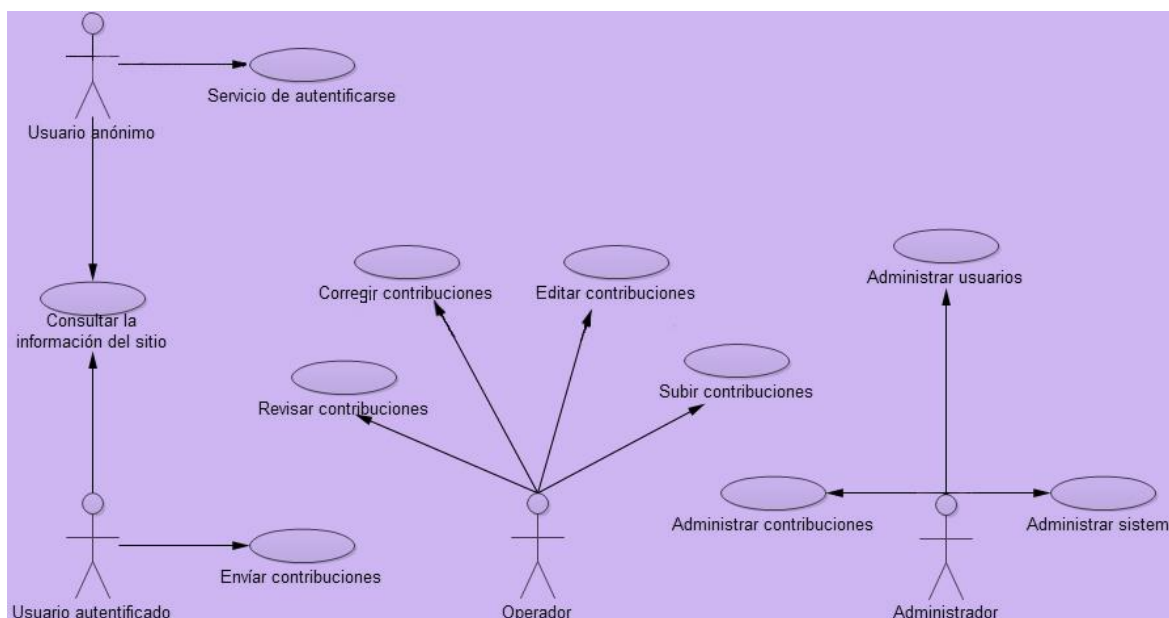 Servicio de autentificarse
Usuario anónimo
Administrar usuarios
Corregir contribuciones
Editar contribuciones
Consultar la
información del sitio
Subir contribuciones
Revisar contribuciones
Administrar contribuciones
Administrar sistem
Envíar contribuciones
Usuario autentificado
Operador
Administrador